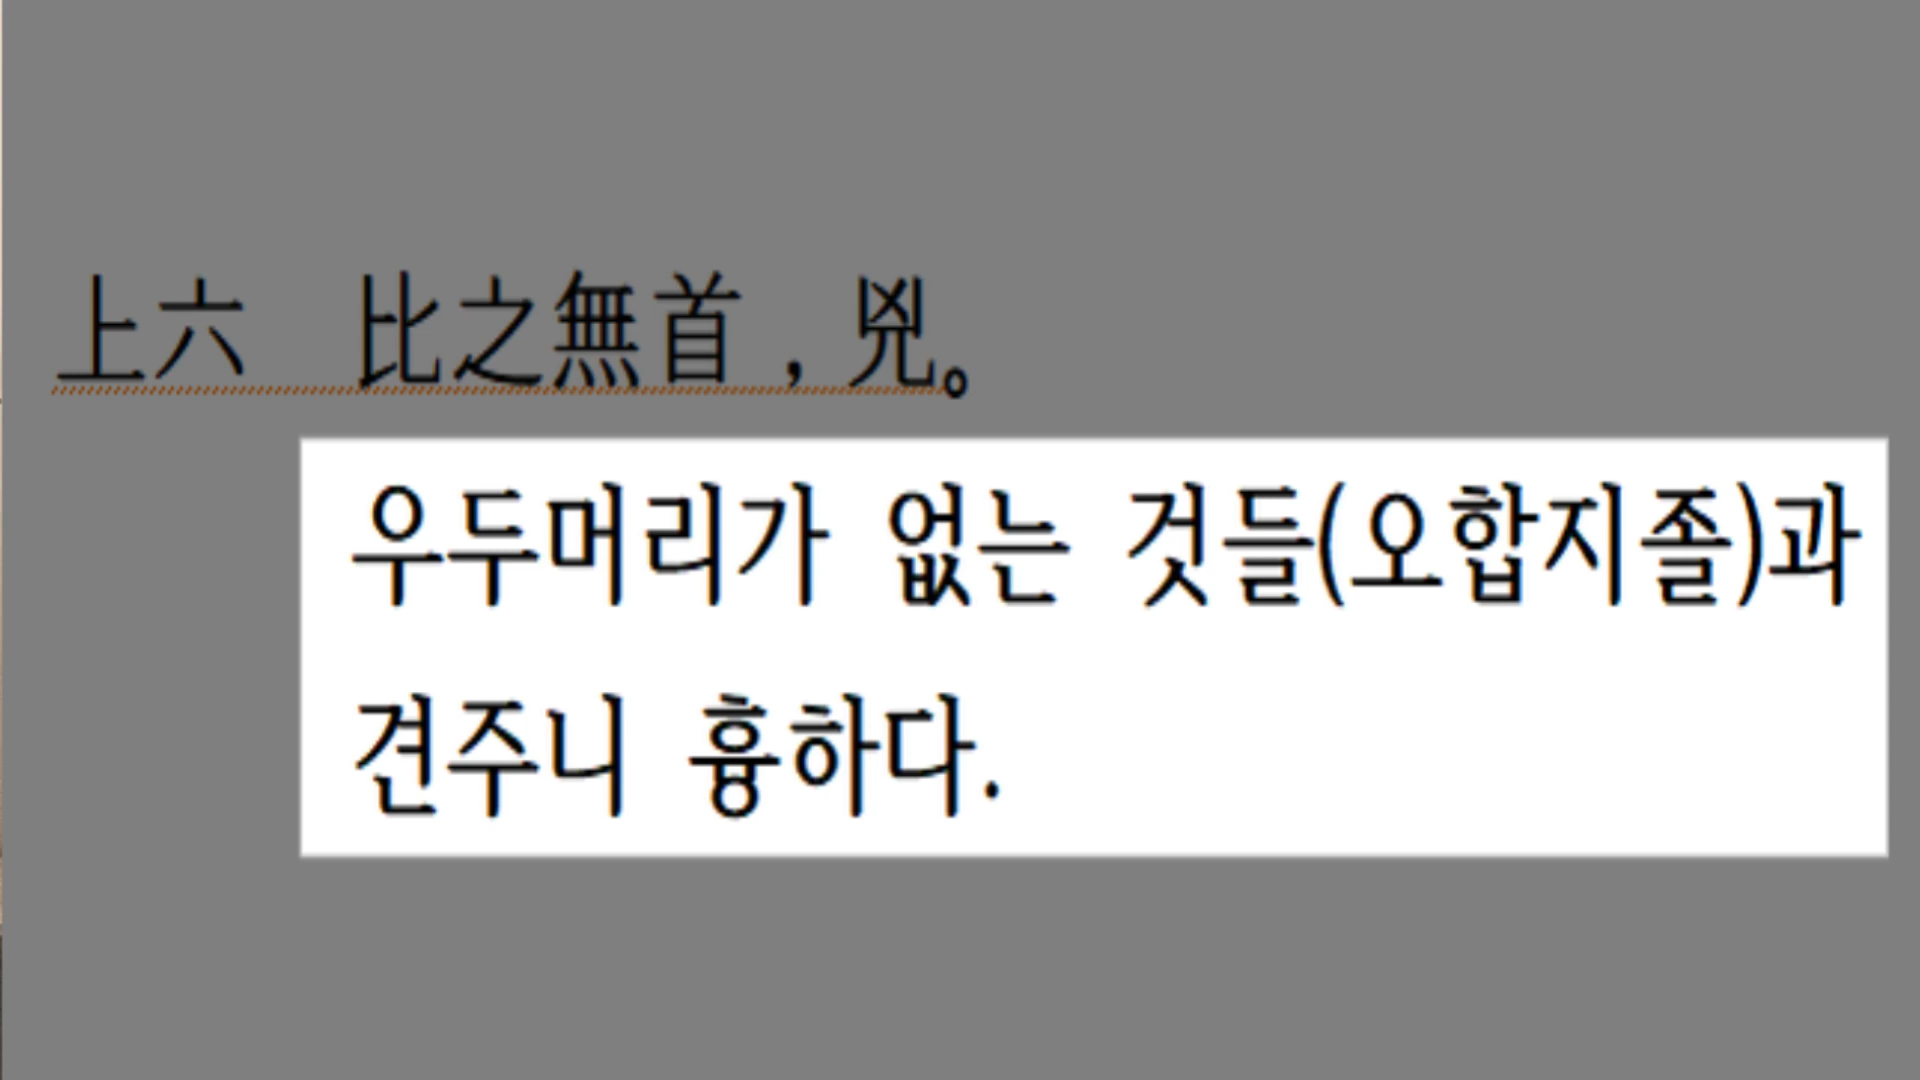 上六　比之無首，兇。
우두머리가 없는 것들(오합지졸)과
견주니 흉하다.